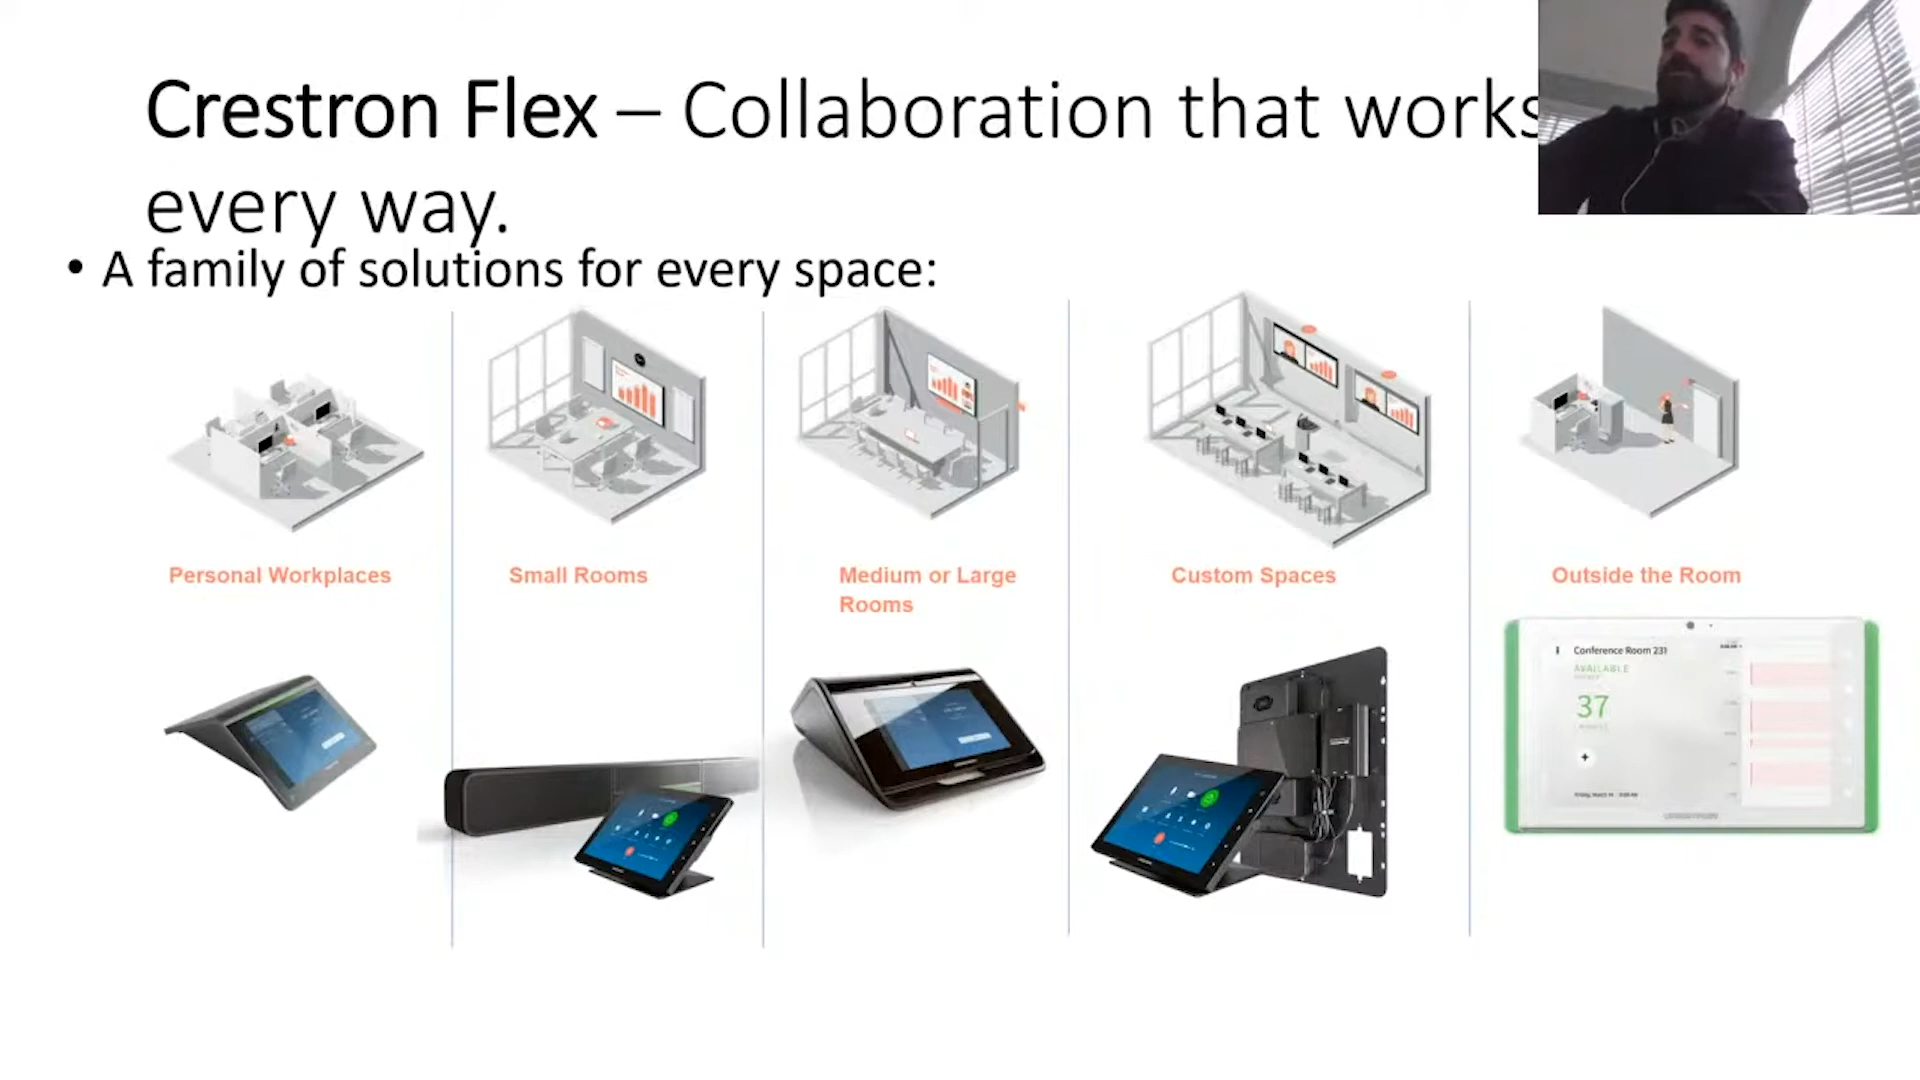 Crestron Flex – Collaboration that works
every way.
• A family of solutions for every space:
Personal Workplaces
Small Rooms
Medium or Large
Rooms
Custom Spaces
Outside the Room
Conference Room 231
AVAILABLE
37